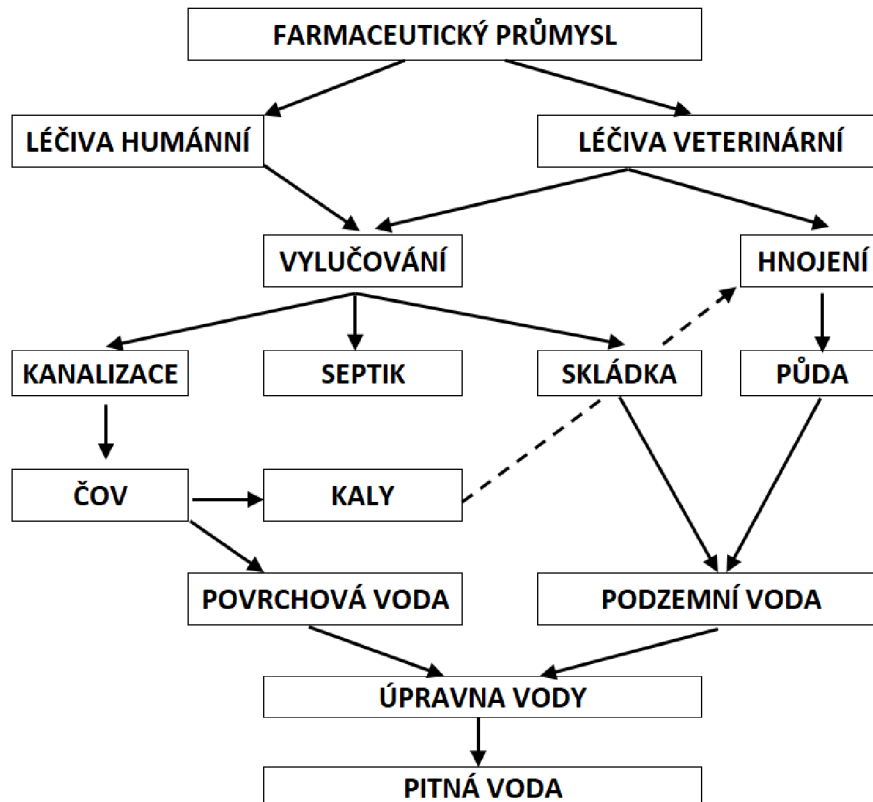 FARMACEUTICKÝ PRŮMYSL
LÉČIVA HUMÁNNÍ
LÉČIVA VETERINÁRNÍ
VYLUČOVÁNÍ
HNOJENÍ
KANALIZACE
SEPTIK
SKLÁDKA
PŮDA
ČOV
KALY
POVRCHOVÁ VODA
PODZEMNÍ VODA
ÚPRAVNA VODY
PITNÁ VODA